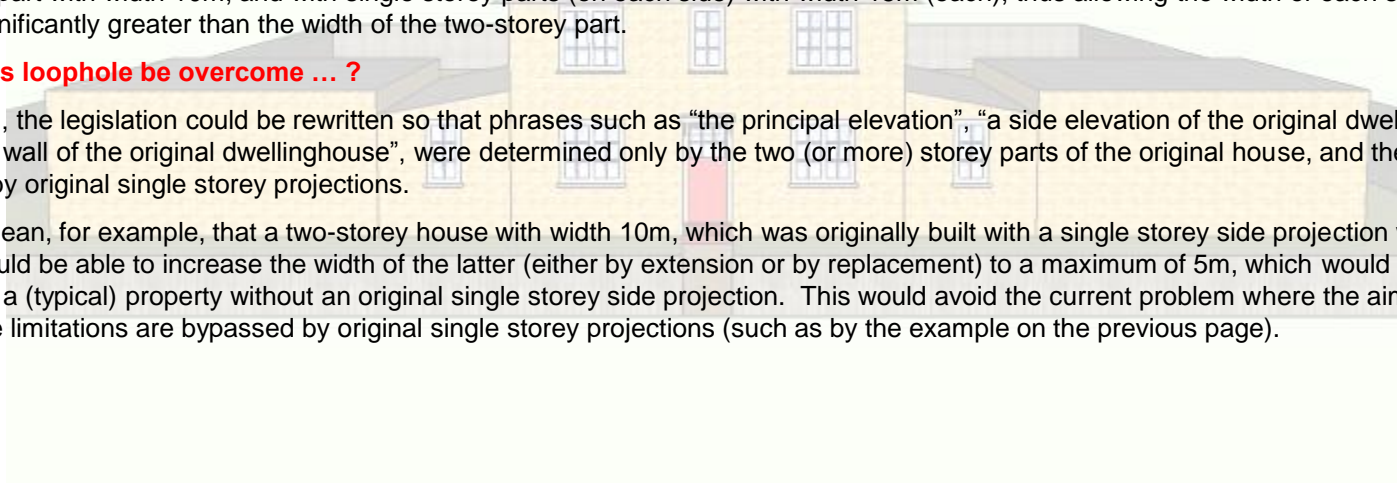 nificantly greater than the width of the two-storey part.
s loophole be overcome … ?
, the legislation could be rewritten so that phrases such as “the principal elevation”, “a side elevation of the original dwel
wall of the original dwellinghouse”, were determined only by the two (or more) storey parts of the original house, and the
by original single storey projections.
ean, for example, that a two-storey house with width 10m, which was originally built with a single storey side projection
uld be able to increase the width of the latter (either by extension or by replacement) to a maximum of 5m, which would
a (typical) property without an original single storey side projection. This would avoid the current problem where the ai
e limitations are bypassed by original single storey projections (such as by the example on the previous page).